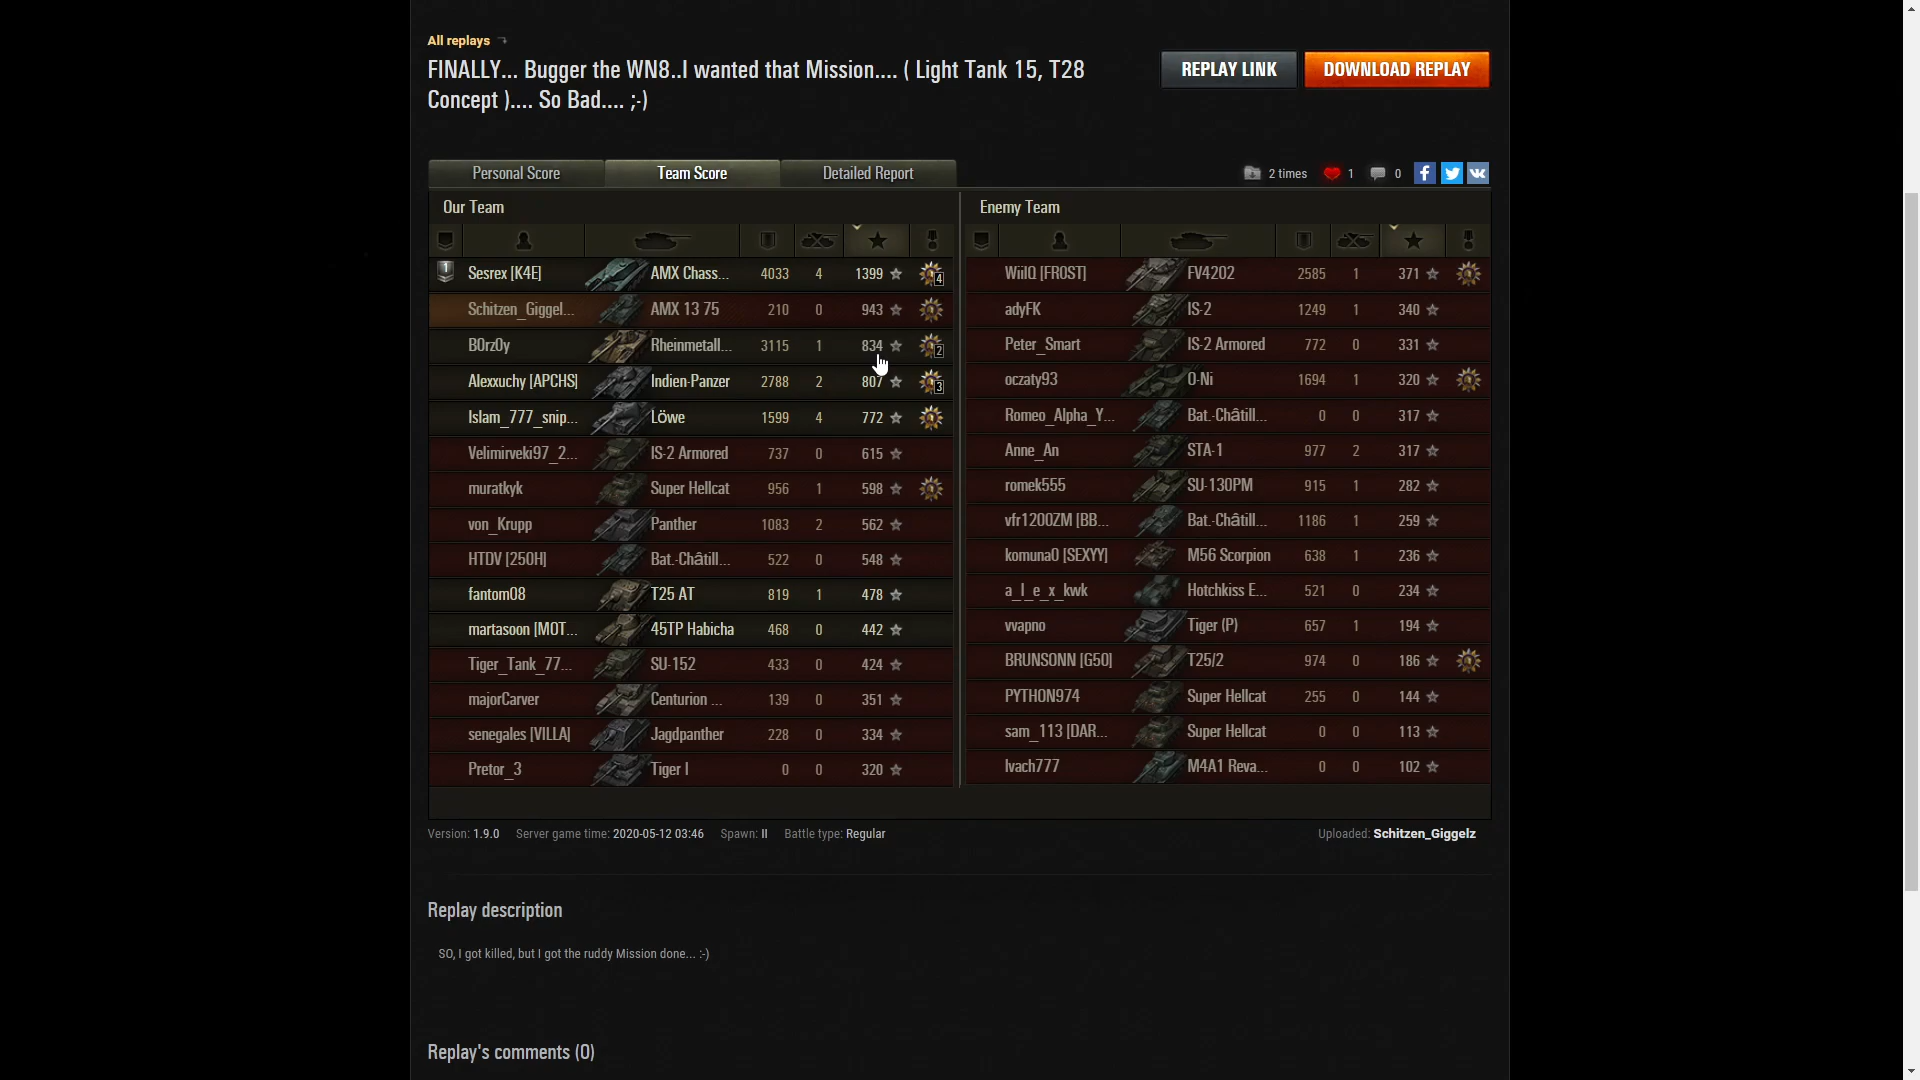 All replays
FINALLY... Bugger the WN8..I wanted that Mission.... ( Light Tank 15, T28
Concept ).... So Bad.... ;-)
REPLAY LINK
DOWNLOAD REPLAY
Personal Score Team Score Detailed Report
2 times 1 0
Our Team
Enemy Team
1 Sesrex [K4E] AMX Chass... 4033 4 1399 4
Schitzen_Giggel... AMX 13 75 210 0 943
B0rz0y Rheinmetall... 3115 1 834 2
Alexxuchy [APCHS] Indien-Panzer 2788 2 807 3
Islam_777_snip... Löwe 1599 4 772
Velimirveki97_2... IS-2 Armored 737 0 615
muratkyk Super Hellcat 956 1 598
von_Krupp Panther 1083 2 562
HTDV [250H] Bat.-Châtill... 522 0 548
fantom08 T25 AT 819 1 478
martasoon [MOT... 45TP Habicha 468 0 442
Tiger_Tank_77... SU-152 433 0 424
majorCarver Centurion ... 139 0 351
senegales [VILLA] Jagdpanther 228 0 334
Pretor_3 Tiger I 0 0 320
WiilQ [FROST] FV4202 2585 1 371
adyFK IS-2 1249 1 340
Peter_Smart IS-2 Armored 772 0 331
oczaty93 O-Ni 1694 1 320
Romeo_Alpha_Y... Bat.-Châtill... 0 0 317
Anne_An STA-1 977 2 317
romek555 SU-130PM 915 1 282
vfr1200ZM [BB... Bat.-Châtill... 1186 1 259
komuna0 [SEXYY] M56 Scorpion 638 1 236
a_l_e_x_kwk Hotchkiss E... 521 0 234
vvapno Tiger (P) 657 1 194
BRUNSONN [G50] T25/2 974 0 186
PYTHON974 Super Hellcat 255 0 144
sam_113 [DAR... Super Hellcat 0 0 113
Ivach777 M4A1 Reva... 0 0 102
Version: 1.9.0 Server game time: 2020-05-12 03:46 Spawn: II Battle type: Regular
Uploaded: Schitzen_Giggelz
Replay description
SO, I got killed, but I got the ruddy Mission done... :-)
Replay's comments (0)